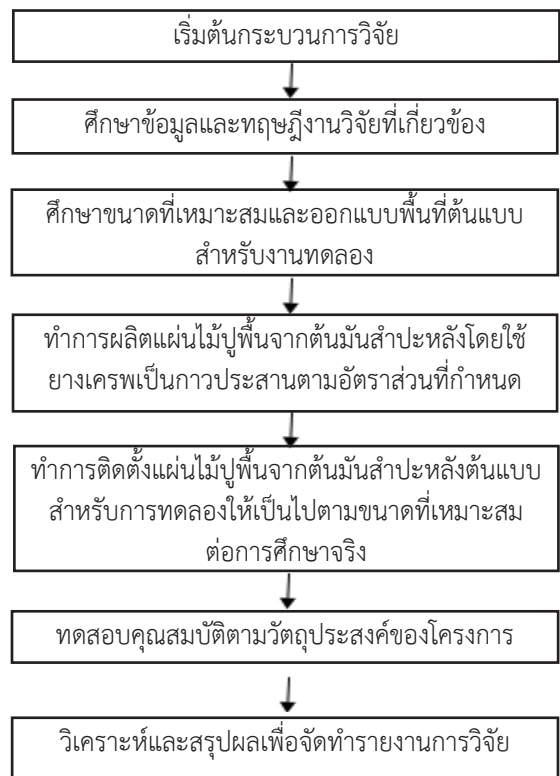 เริ่มต้นกระบวนการวิจัย
ศึกษาข้อมูลและทฤษฎีงานวิจัยที่เกี่ยวข้อง
ศึกษาขนาดที่เหมาะสมและออกแบบพื้นที่ต้นแบบ
สำหรับงานทดลอง
ทำการผลิตแผ่นไม้ปูพื้นจากต้นมันสำปะหลังโดยใช้
ยางเครพเป็นกาวประสานตามอัตราส่วนที่กำหนด
ทำการติดตั้งแผ่นไม้ปูพื้นจากต้นมันสำปะหลังต้นแบบ
สำหรับการทดลองให้เป็นไปตามขนาดที่เหมาะสม
ต่อการศึกษาจริง
ทดสอบคุณสมบัติตามวัตถุประสงค์ของโครงการ
วิเคราะห์และสรุปผลเพื่อจัดทำรายงานการวิจัย